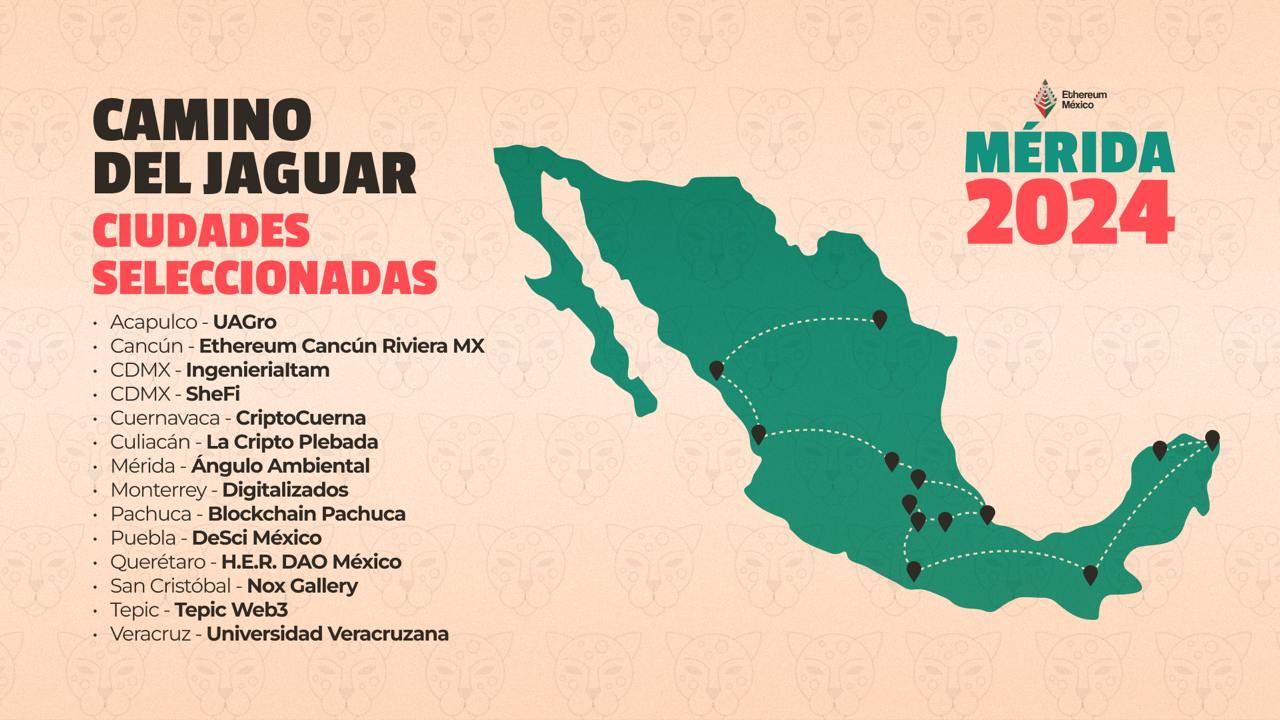 CAMINO
DEL JAGUAR
CIUDADES
SELECCIONADAS
• Acapulco - UAGro
• Cancún - Ethereum Cancún Riviera MX
• CDMX - IngenieriaItam
• CDMX - SheFi
• Cuernavaca - CriptoCuerna
• Culiacán - La Cripto Plebada
• Mérida - Ángulo Ambiental
• Monterrey - Digitalizados
• Pachuca - Blockchain Pachuca
• Puebla - DeSci México
• Querétaro - H.E.R. DAO México
• San Cristóbal - Nox Gallery
• Tepic - Tepic Web3
• Veracruz - Universidad Veracruzana
Ethereum
México
MÉRIDA
2024